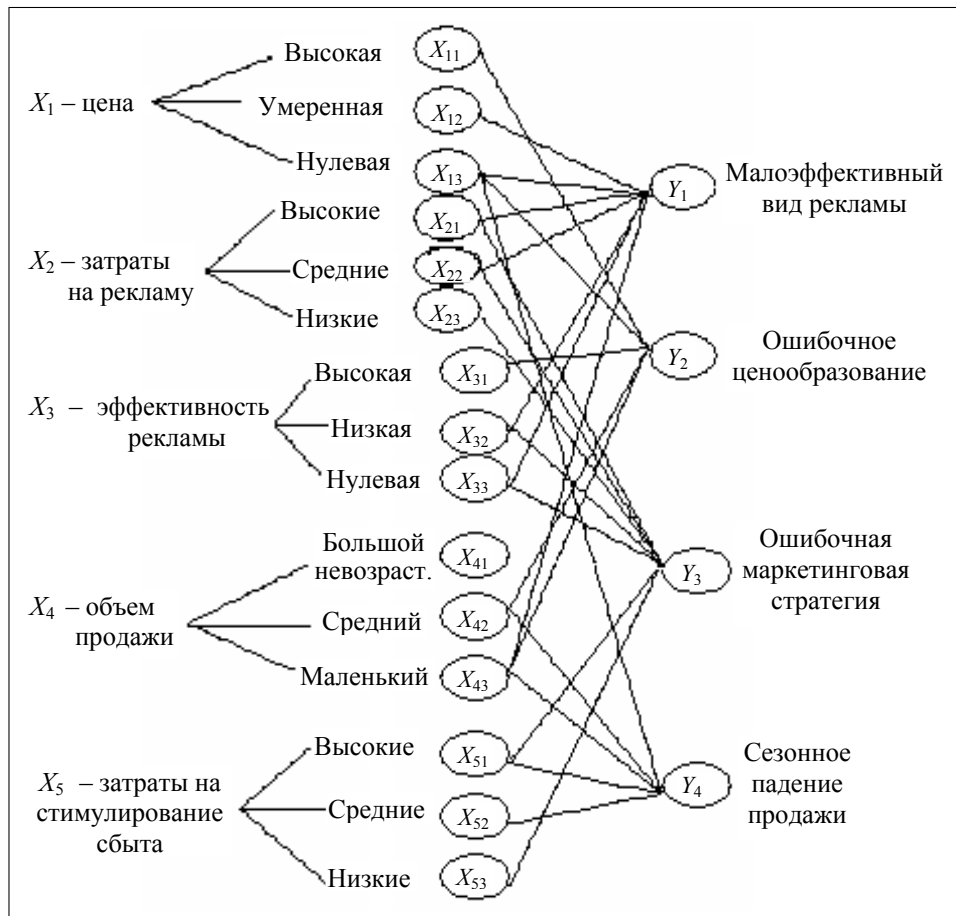 X₁ – цена
Высокая
Умеренная
Нулевая
X₁₁
X₁₂
X₁₃
X₂ – затраты
на рекламу
Высокие
Средние
Низкие
X₂₁
X₂₂
X₂₃
X₃ – эффективность
рекламы
Высокая
Низкая
Нулевая
X₃₁
X₃₂
X₃₃
X₄ – объем
продажи
Большой
невозраст.
Средний
Маленький
X₄₁
X₄₂
X₄₃
X₅ – затраты на
стимулирование
сбыта
Высокие
Средние
Низкие
X₅₁
X₅₂
X₅₃
Y₁
Малоэффективный
вид рекламы
Y₂
Ошибочное
ценообразование
Y₃
Ошибочная
маркетинговая
стратегия
Y₄
Сезонное
падение
продажи